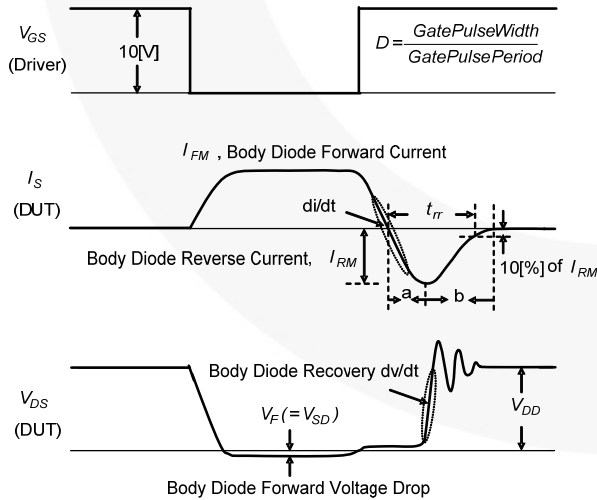 V_GS
(Driver)
10[V]
D = GatePulseWidth
GatePulsePeriod
I_FM , Body Diode Forward Current
I_S
(DUT)
di/dt
t_rr
Body Diode Reverse Current, I_RM
10[%] of I_RM
a
b
Body Diode Recovery dv/dt
V_DS
(DUT)
V_F (=V_SD)
V_DD
Body Diode Forward Voltage Drop